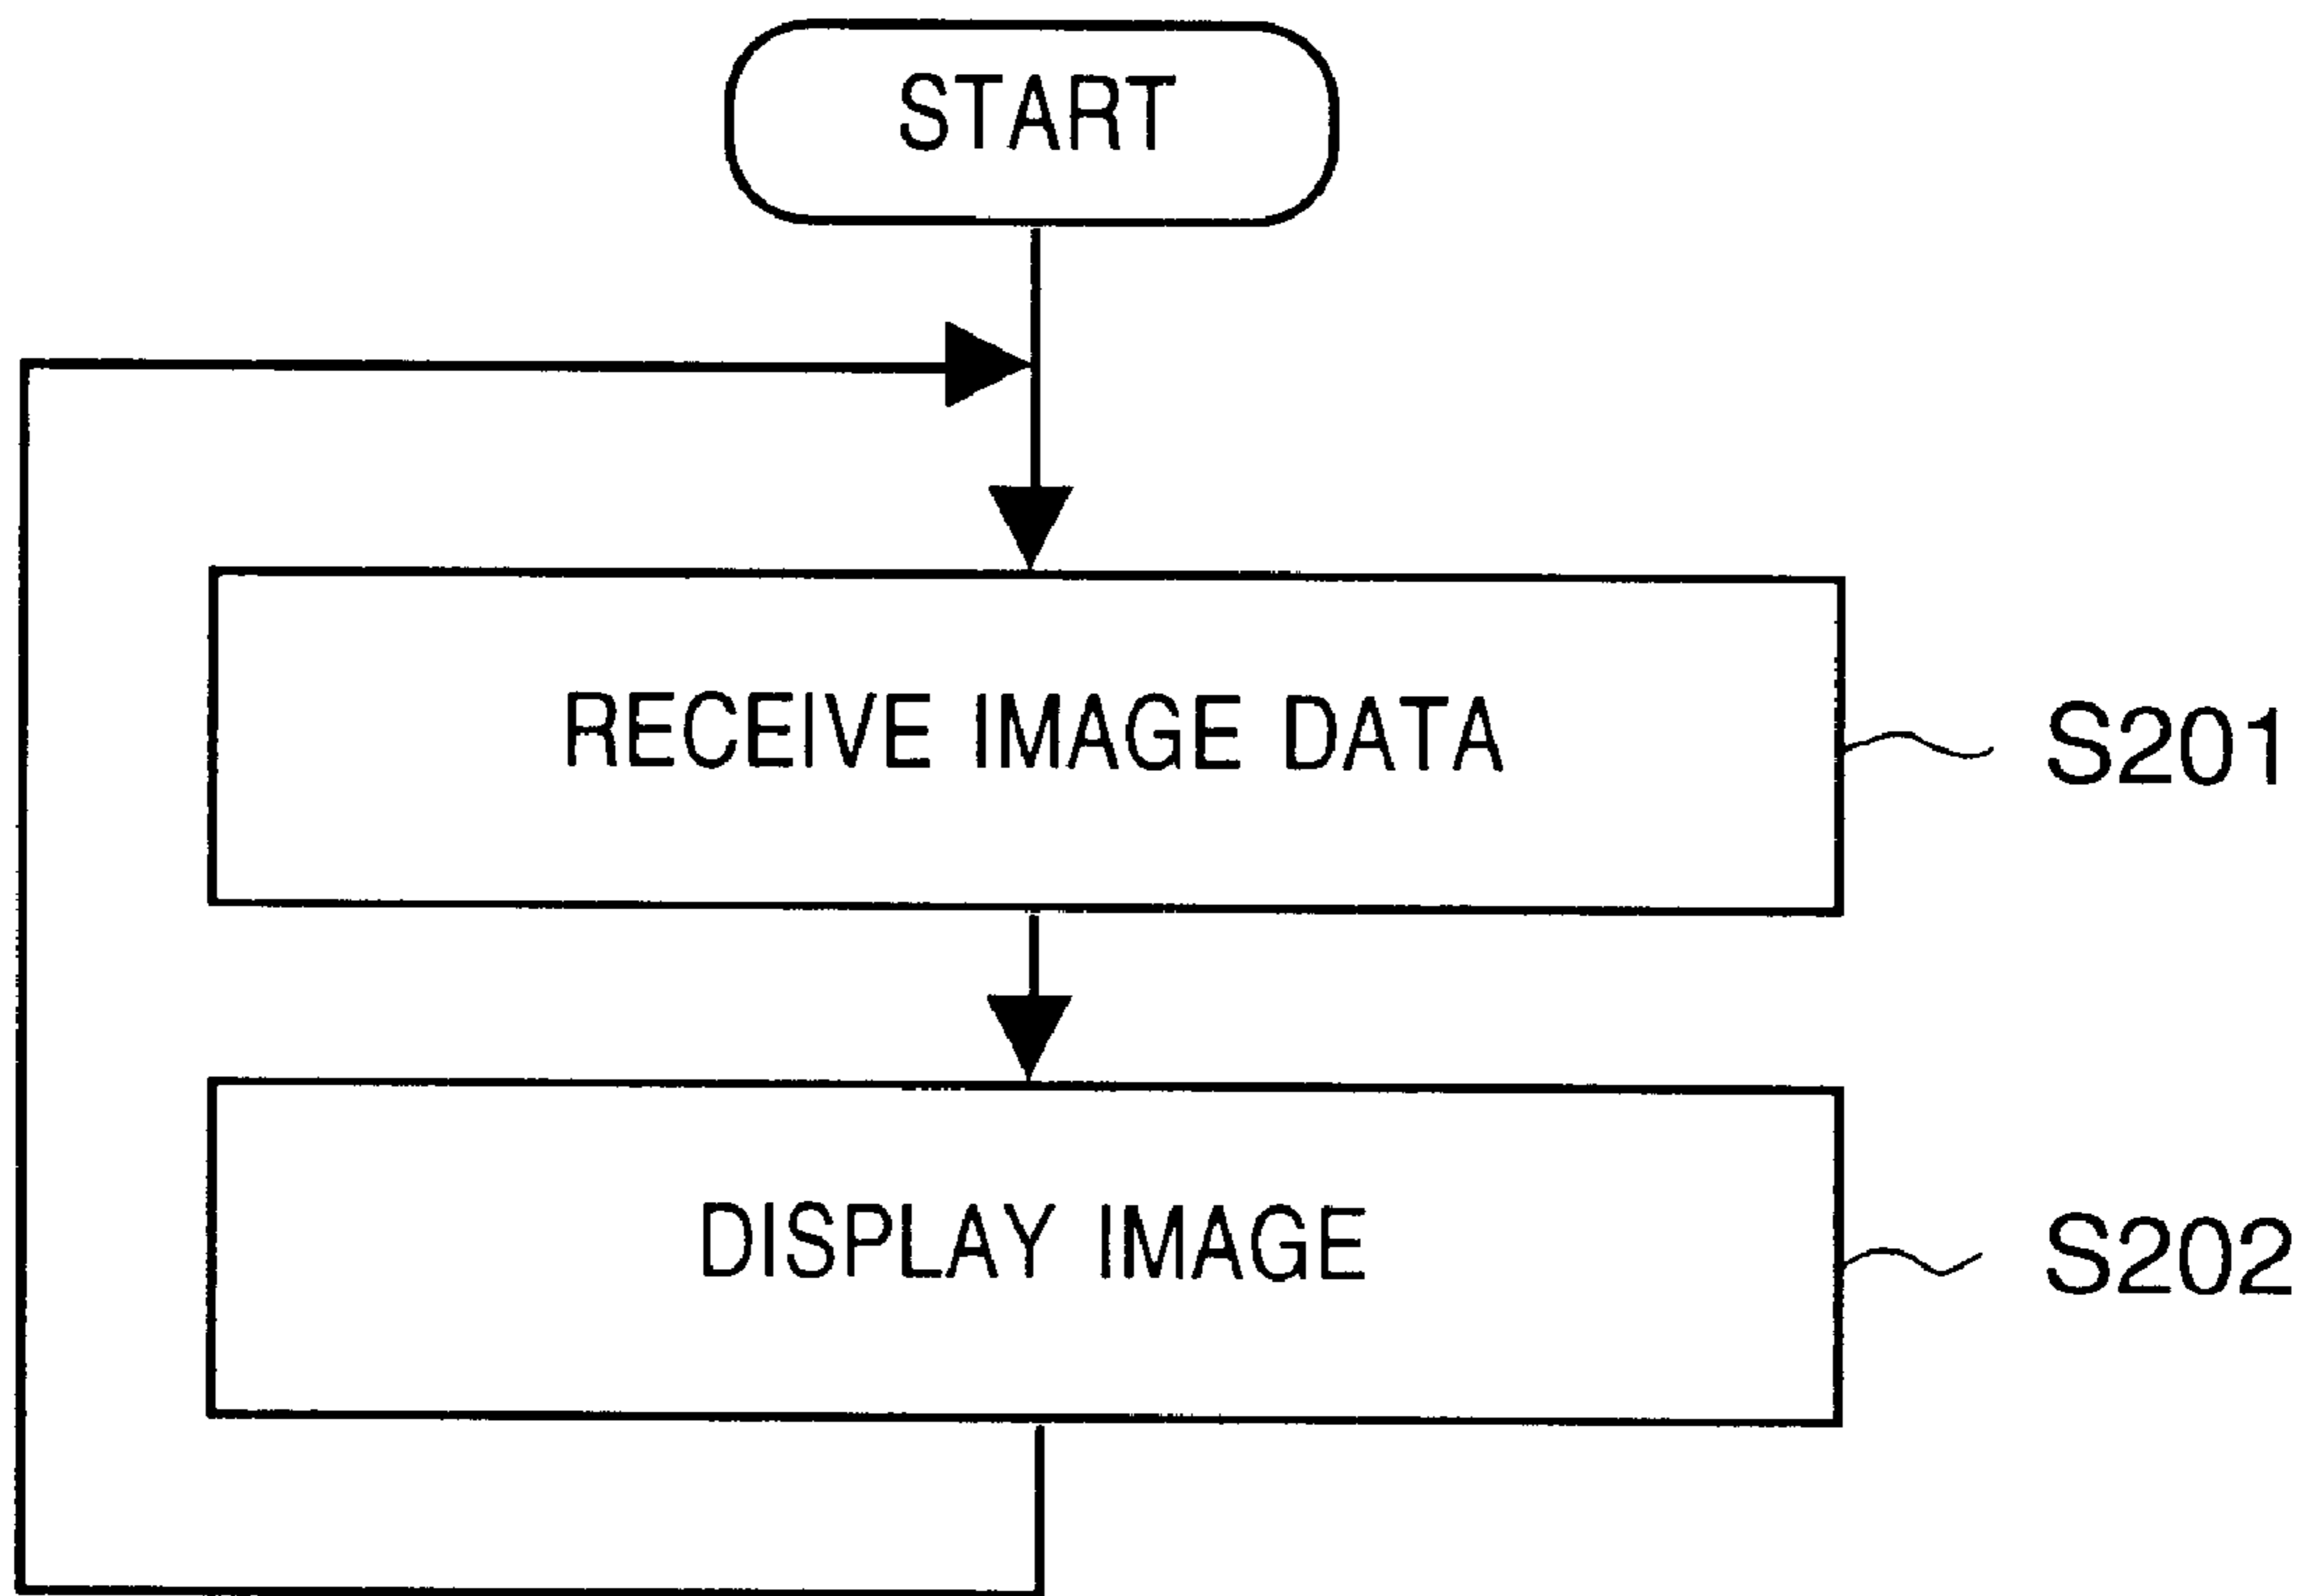 START
RECEIVE IMAGE DATA
S201
DISPLAY IMAGE
S202